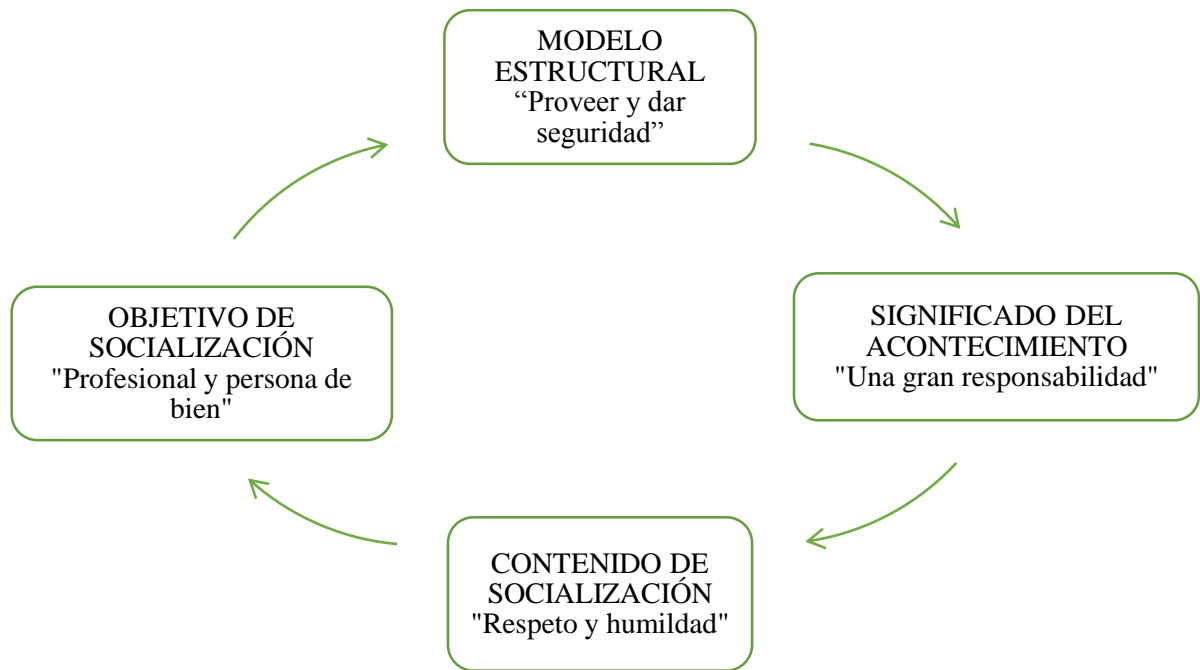 MODELO
ESTRUCTURAL
“Proveer y dar
seguridad”
SIGNIFICADO DEL
ACONTECIMIENTO
"Una gran responsabilidad"
CONTENIDO DE
SOCIALIZACIÓN
"Respeto y humildad"
OBJETIVO DE
SOCIALIZACIÓN
"Profesional y persona de
bien"